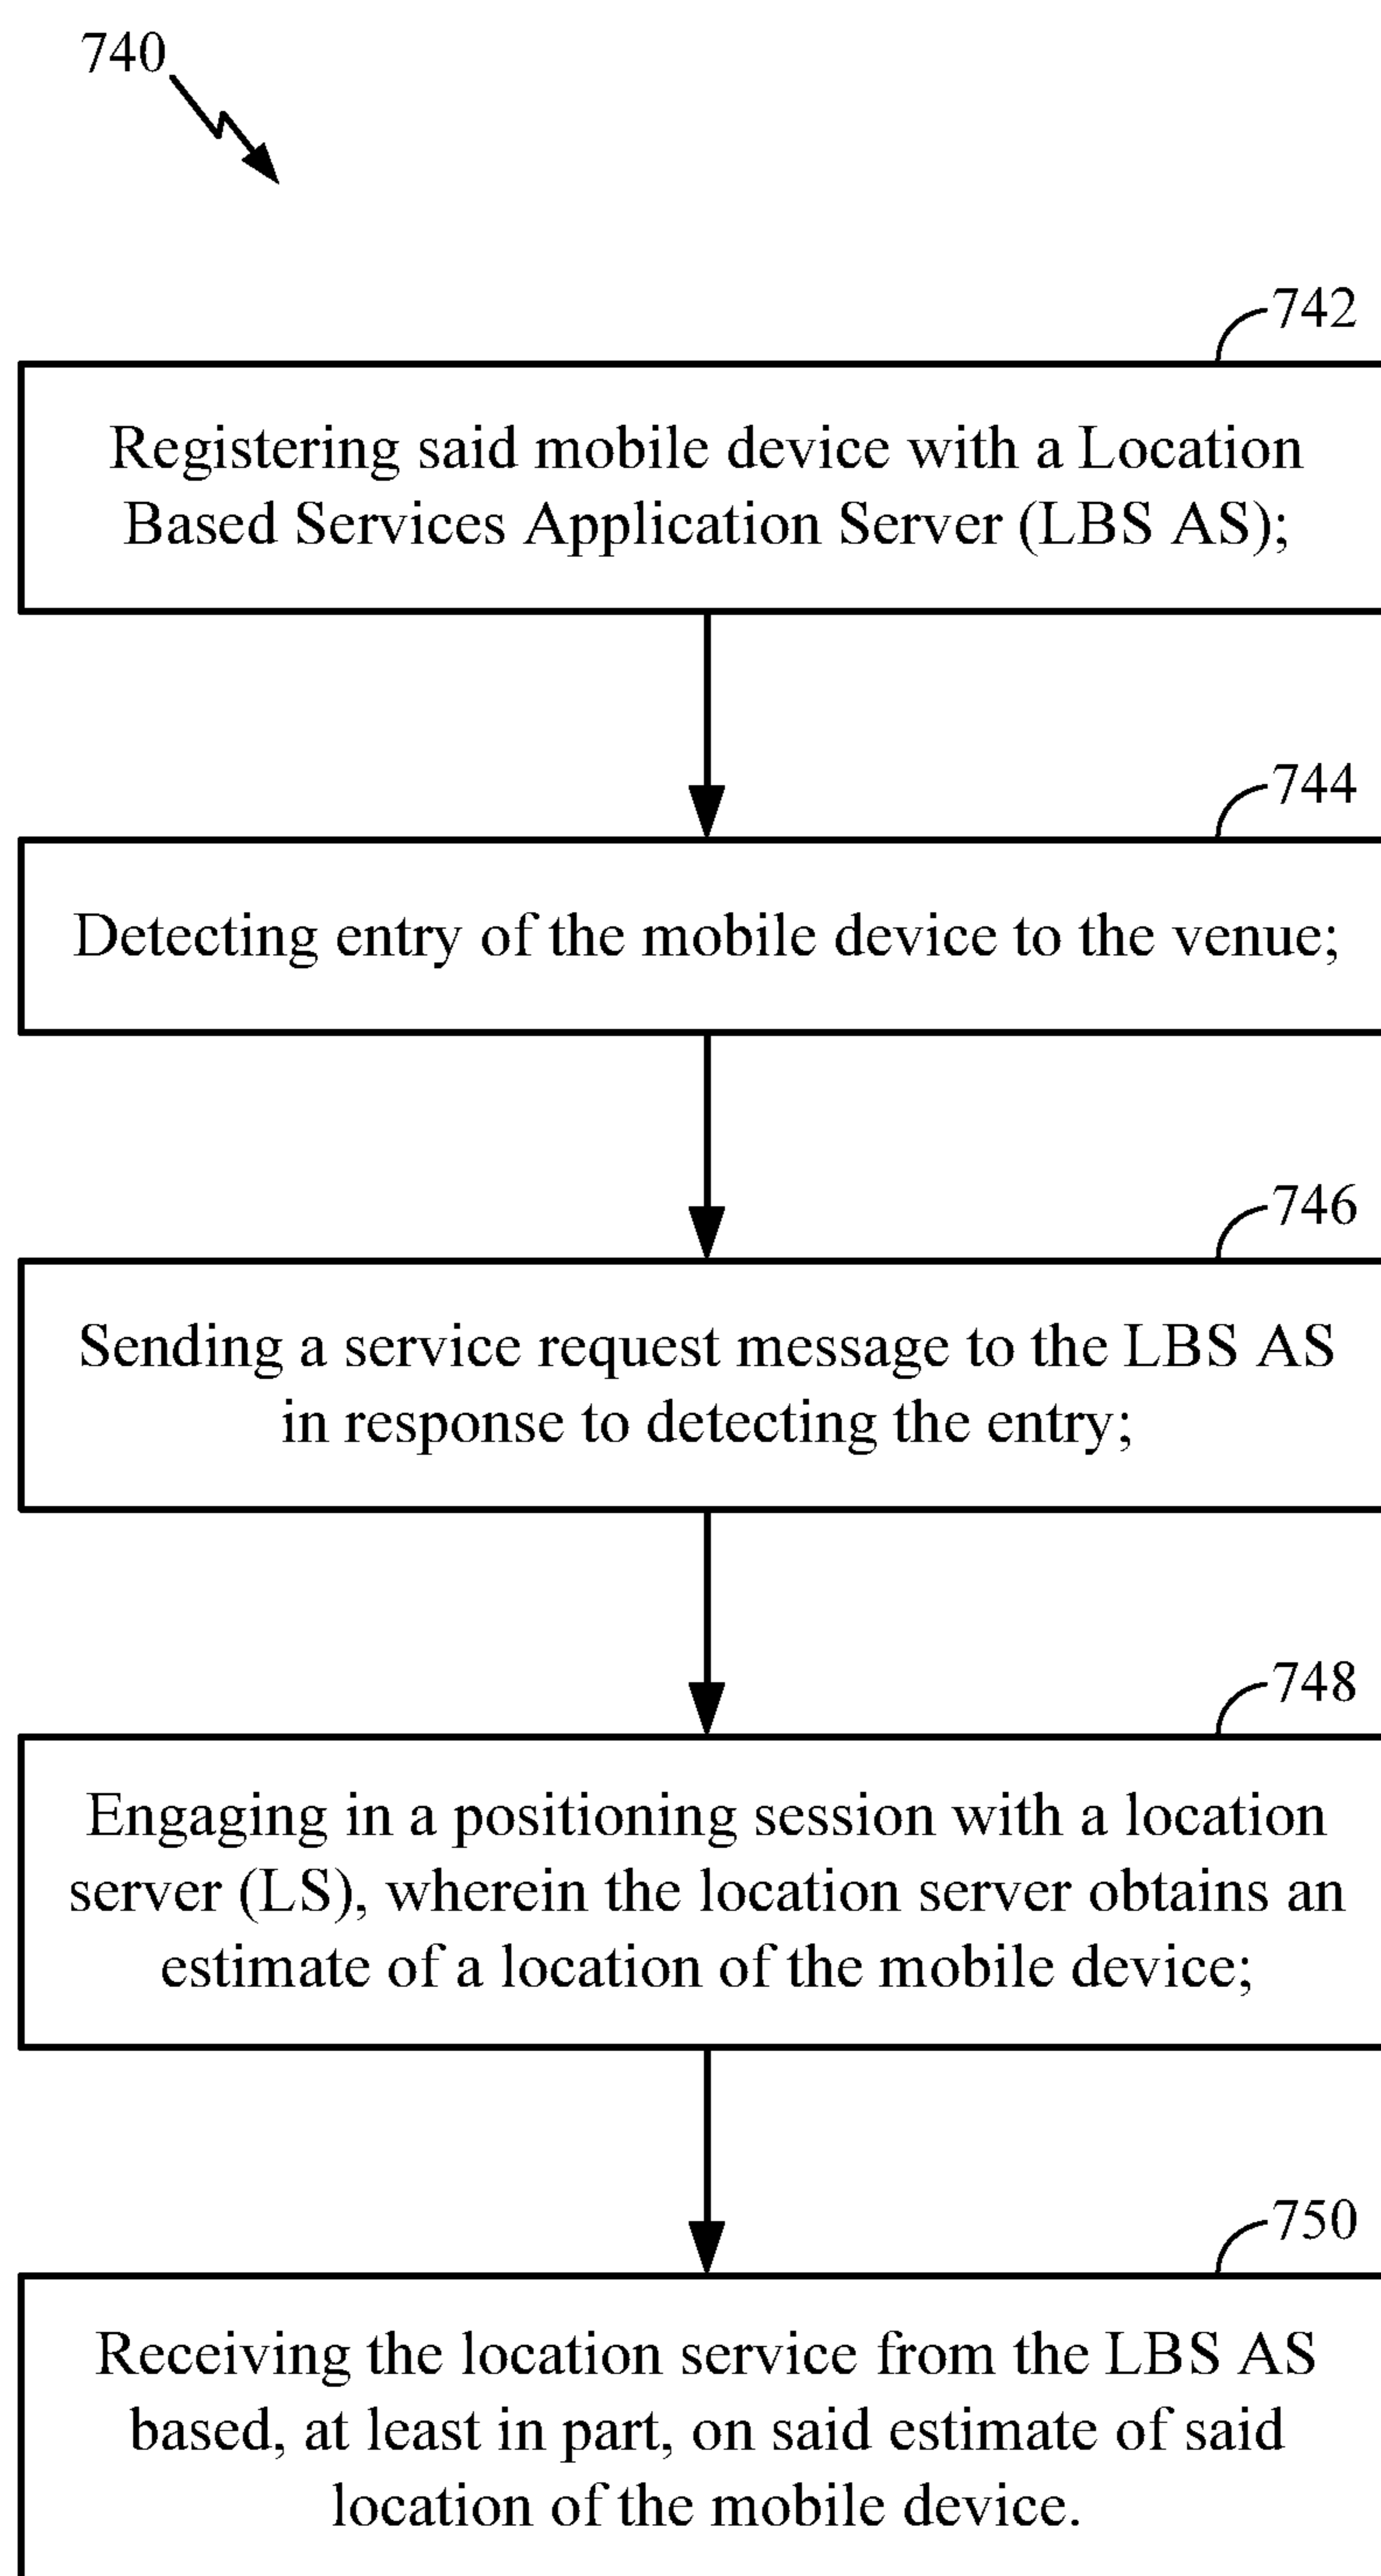 740
742
Registering said mobile device with a Location
Based Services Application Server (LBS AS);
744
Detecting entry of the mobile device to the venue;
746
Sending a service request message to the LBS AS
in response to detecting the entry;
748
Engaging in a positioning session with a location
server (LS), wherein the location server obtains an
estimate of a location of the mobile device;
750
Receiving the location service from the LBS AS
based, at least in part, on said estimate of said
location of the mobile device.